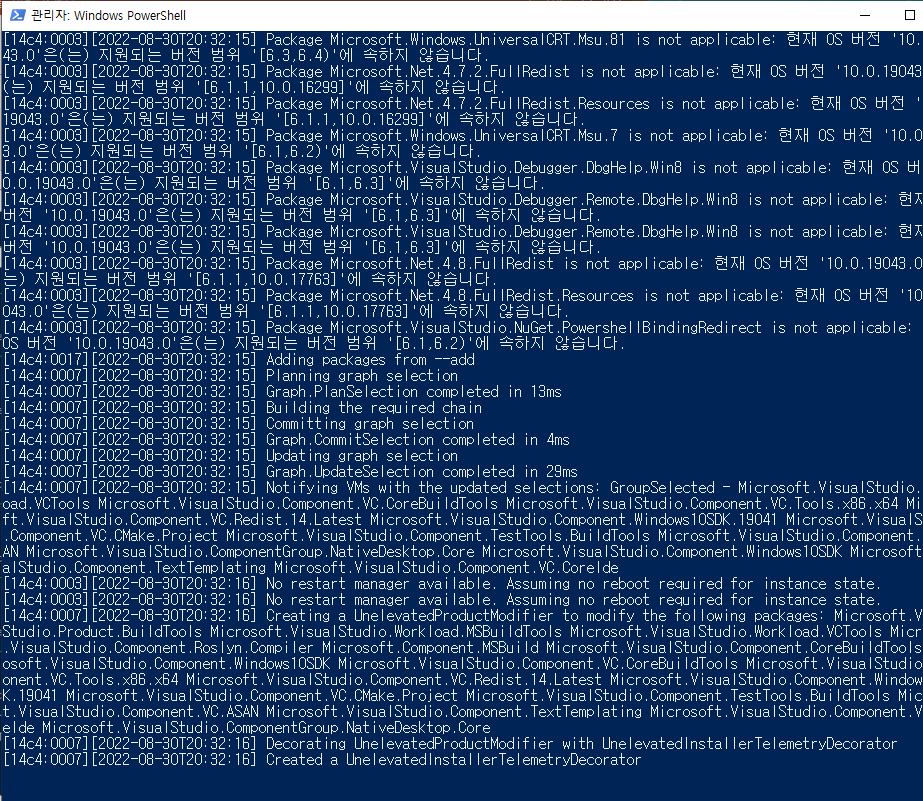 관리자: Windows PowerShell
[14c4:0003][2022-08-30T20:32:15] Package Microsoft.Windows.UniversalCRT.Msu.81 is not applicable: 현재 OS 버전 '10.
43.0'은(는) 지원되는 버전 범위 '[6.3,6.4)'에 속하지 않습니다.
[14c4:0003][2022-08-30T20:32:15] Package Microsoft.Net.4.7.2.FullRedist is not applicable: 현재 OS 버전 '10.0.19043
(는) 지원되는 버전 범위 '[6.1.1,10.0.16299]'에 속하지 않습니다.
[14c4:0003][2022-08-30T20:32:15] Package Microsoft.Net.4.7.2.FullRedist.Resources is not applicable: 현재 OS 버전 '
19043.0'은(는) 지원되는 버전 범위 '[6.1.1,10.0.16299]'에 속하지 않습니다.
[14c4:0003][2022-08-30T20:32:15] Package Microsoft.Windows.UniversalCRT.Msu.7 is not applicable: 현재 OS 버전 '10.0
3.0'은(는) 지원되는 버전 범위 '[6.1,6.2)'에 속하지 않습니다.
[14c4:0003][2022-08-30T20:32:15] Package Microsoft.VisualStudio.Debugger.DbgHelp.Win8 is not applicable: 현재 OS 버
0.0.19043.0'은(는) 지원되는 버전 범위 '[6.1,6.3]'에 속하지 않습니다.
[14c4:0003][2022-08-30T20:32:15] Package Microsoft.VisualStudio.Debugger.Remote.DbgHelp.Win8 is not applicable: 현재
버전 '10.0.19043.0'은(는) 지원되는 버전 범위 '[6.1,6.3]'에 속하지 않습니다.
[14c4:0003][2022-08-30T20:32:15] Package Microsoft.VisualStudio.Debugger.Remote.DbgHelp.Win8 is not applicable: 현재
버전 '10.0.19043.0'은(는) 지원되는 버전 범위 '[6.1,6.3]'에 속하지 않습니다.
[14c4:0003][2022-08-30T20:32:15] Package Microsoft.Net.4.8.FullRedist is not applicable: 현재 OS 버전 '10.0.19043.0
는) 지원되는 버전 범위 '[6.1.1,10.0.17763]'에 속하지 않습니다.
[14c4:0003][2022-08-30T20:32:15] Package Microsoft.Net.4.8.FullRedist.Resources is not applicable: 현재 OS 버전 '10
043.0'은(는) 지원되는 버전 범위 '[6.1.1,10.0.17763]'에 속하지 않습니다.
[14c4:0003][2022-08-30T20:32:15] Package Microsoft.VisualStudio.NuGet.PowershellBindingRedirect is not applicable:
OS 버전 '10.0.19043.0'은(는) 지원되는 버전 범위 '[6.1,6.2)'에 속하지 않습니다.
[14c4:0017][2022-08-30T20:32:15] Adding packages from --add
[14c4:0007][2022-08-30T20:32:15] Planning graph selection
[14c4:0007][2022-08-30T20:32:15] Graph.PlanSelection completed in 13ms
[14c4:0007][2022-08-30T20:32:15] Building the required chain
[14c4:0007][2022-08-30T20:32:15] Committing graph selection
[14c4:0007][2022-08-30T20:32:15] Graph.CommitSelection completed in 4ms
[14c4:0007][2022-08-30T20:32:15] Updating graph selection
[14c4:0007][2022-08-30T20:32:15] Graph.UpdateSelection completed in 29ms
[14c4:0007][2022-08-30T20:32:15] Notifying VMs with the updated selections: GroupSelected - Microsoft.VisualStudio.
oad.VCTools Microsoft.VisualStudio.Component.VC.CoreBuildTools Microsoft.VisualStudio.Component.VC.Tools.x86.x64 Mi
ft.VisualStudio.Component.VC.Redist.14.Latest Microsoft.VisualStudio.Component.Windows10SDK.19041 Microsoft.VisualS
.Component.VC.CMake.Project Microsoft.VisualStudio.Component.TestTools.BuildTools Microsoft.VisualStudio.Component.
AN Microsoft.VisualStudio.ComponentGroup.NativeDesktop.Core Microsoft.VisualStudio.Component.Windows10SDK Microsoft
alStudio.Component.TextTemplating Microsoft.VisualStudio.Component.VC.CoreIde
[14c4:0003][2022-08-30T20:32:16] No restart manager available. Assuming no reboot required for instance state.
[14c4:0003][2022-08-30T20:32:16] No restart manager available. Assuming no reboot required for instance state.
[14c4:0007][2022-08-30T20:32:16] Creating a UnelevatedProductModifier to modify the following packages: Microsoft.V
Studio.Product.BuildTools Microsoft.VisualStudio.Workload.MSBuildTools Microsoft.VisualStudio.Workload.VCTools Micr
.VisualStudio.Component.Roslyn.Compiler Microsoft.Component.MSBuild Microsoft.VisualStudio.Component.CoreBuildTools
osoft.VisualStudio.Component.Windows10SDK Microsoft.VisualStudio.Component.VC.CoreBuildTools Microsoft.VisualStudio
onent.VC.Tools.x86.x64 Microsoft.VisualStudio.Component.VC.Redist.14.Latest Microsoft.VisualStudio.Component.Window
K.19041 Microsoft.VisualStudio.Component.VC.CMake.Project Microsoft.VisualStudio.Component.TestTools.BuildTools Mic
t.VisualStudio.Component.VC.ASAN Microsoft.VisualStudio.Component.TextTemplating Microsoft.VisualStudio.Component.V
eIde Microsoft.VisualStudio.ComponentGroup.NativeDesktop.Core
[14c4:0007][2022-08-30T20:32:16] Decorating UnelevatedProductModifier with UnelevatedInstallerTelemetryDecorator
[14c4:0007][2022-08-30T20:32:16] Created a UnelevatedInstallerTelemetryDecorator